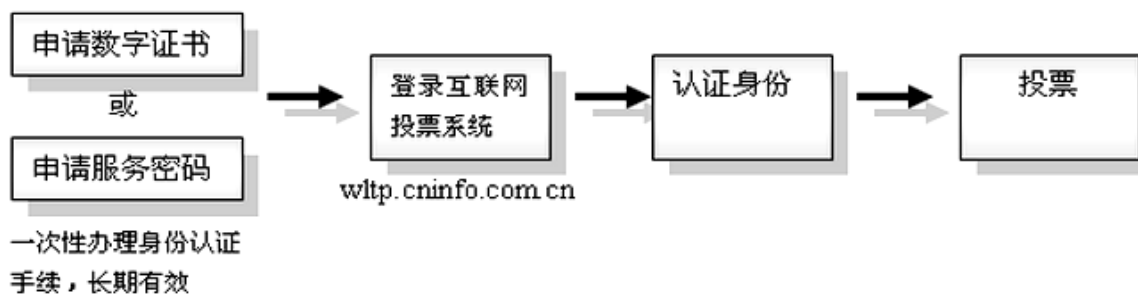 申请数字证书
或
申请服务密码
一次性办理身份认证
手续，长期有效
登录互联网
投票系统
wltp.cninfo.com.cn
认证身份
投票